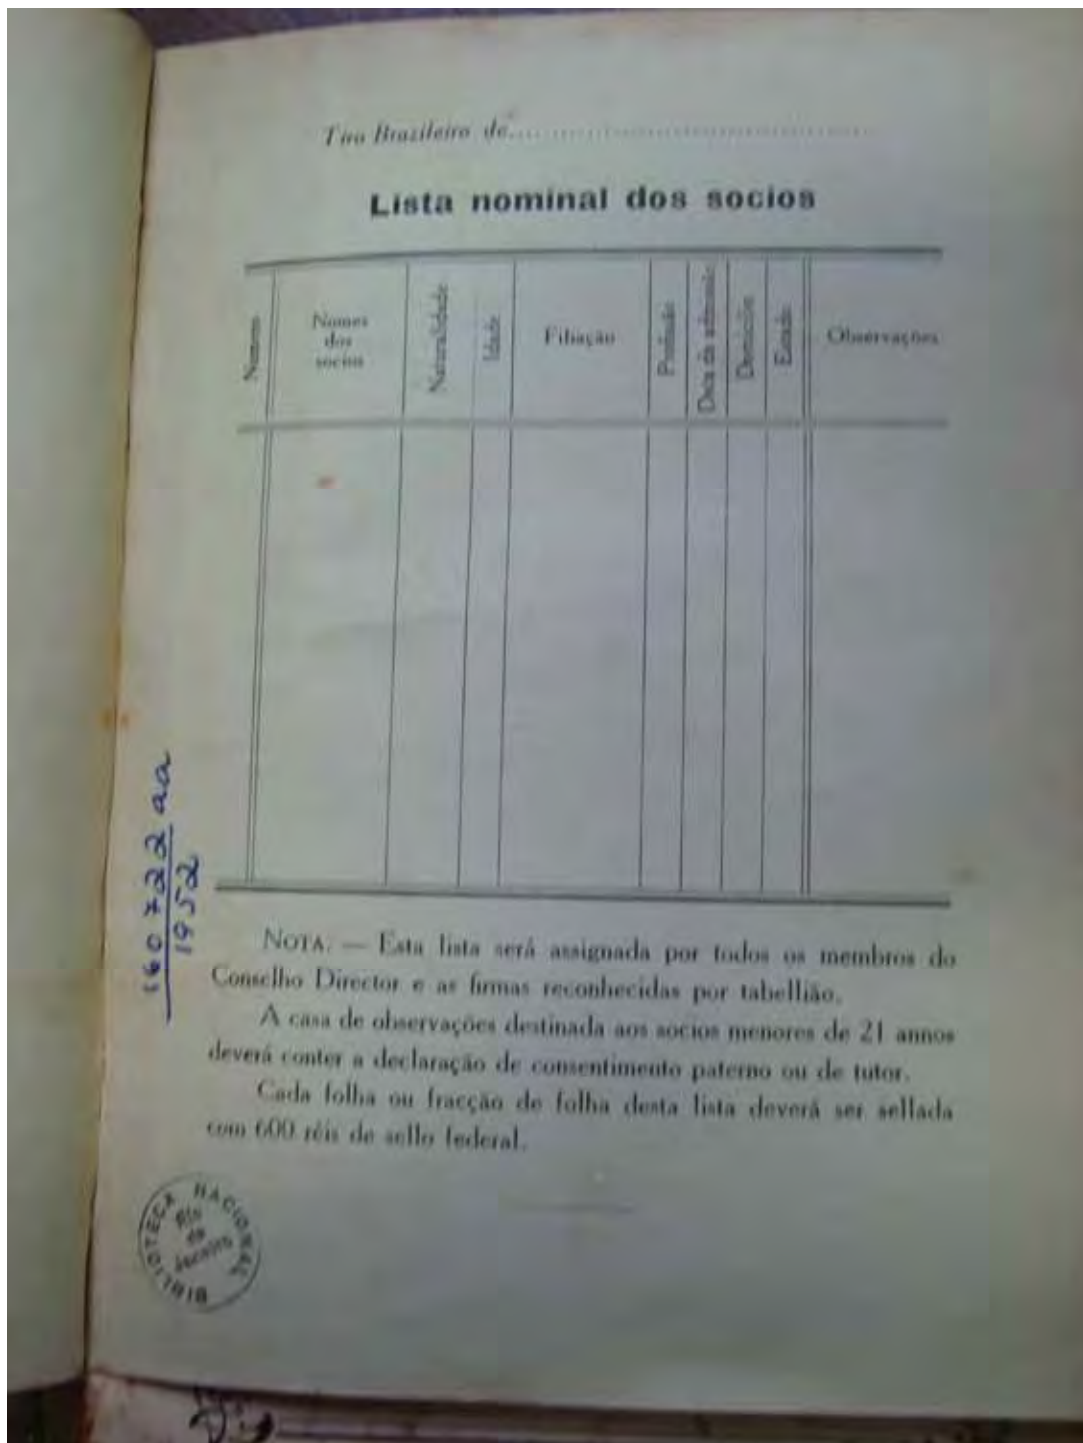 Tiro Brazileiro de
Lista nominal dos socios
Numero
Nomes
dos
socios
Naturalidade
Idade
Filiação
Profissão
Data da admissão
Domicilio
Estado
Observações
NOTA. — Esta lista será assignada por todos os membros do
Conselho Director e as firmas reconhecidas por tabellião.
A casa de observações destinada aos socios menores de 21 annos
deverá conter a declaração de consentimento paterno ou de tutor.
Cada folha ou fracção de folha desta lista deverá ser sellada
com 600 réis de sello federal.
160722 aa
1952
BIBLIOTECA NACIONAL
Rio
de
Janeiro